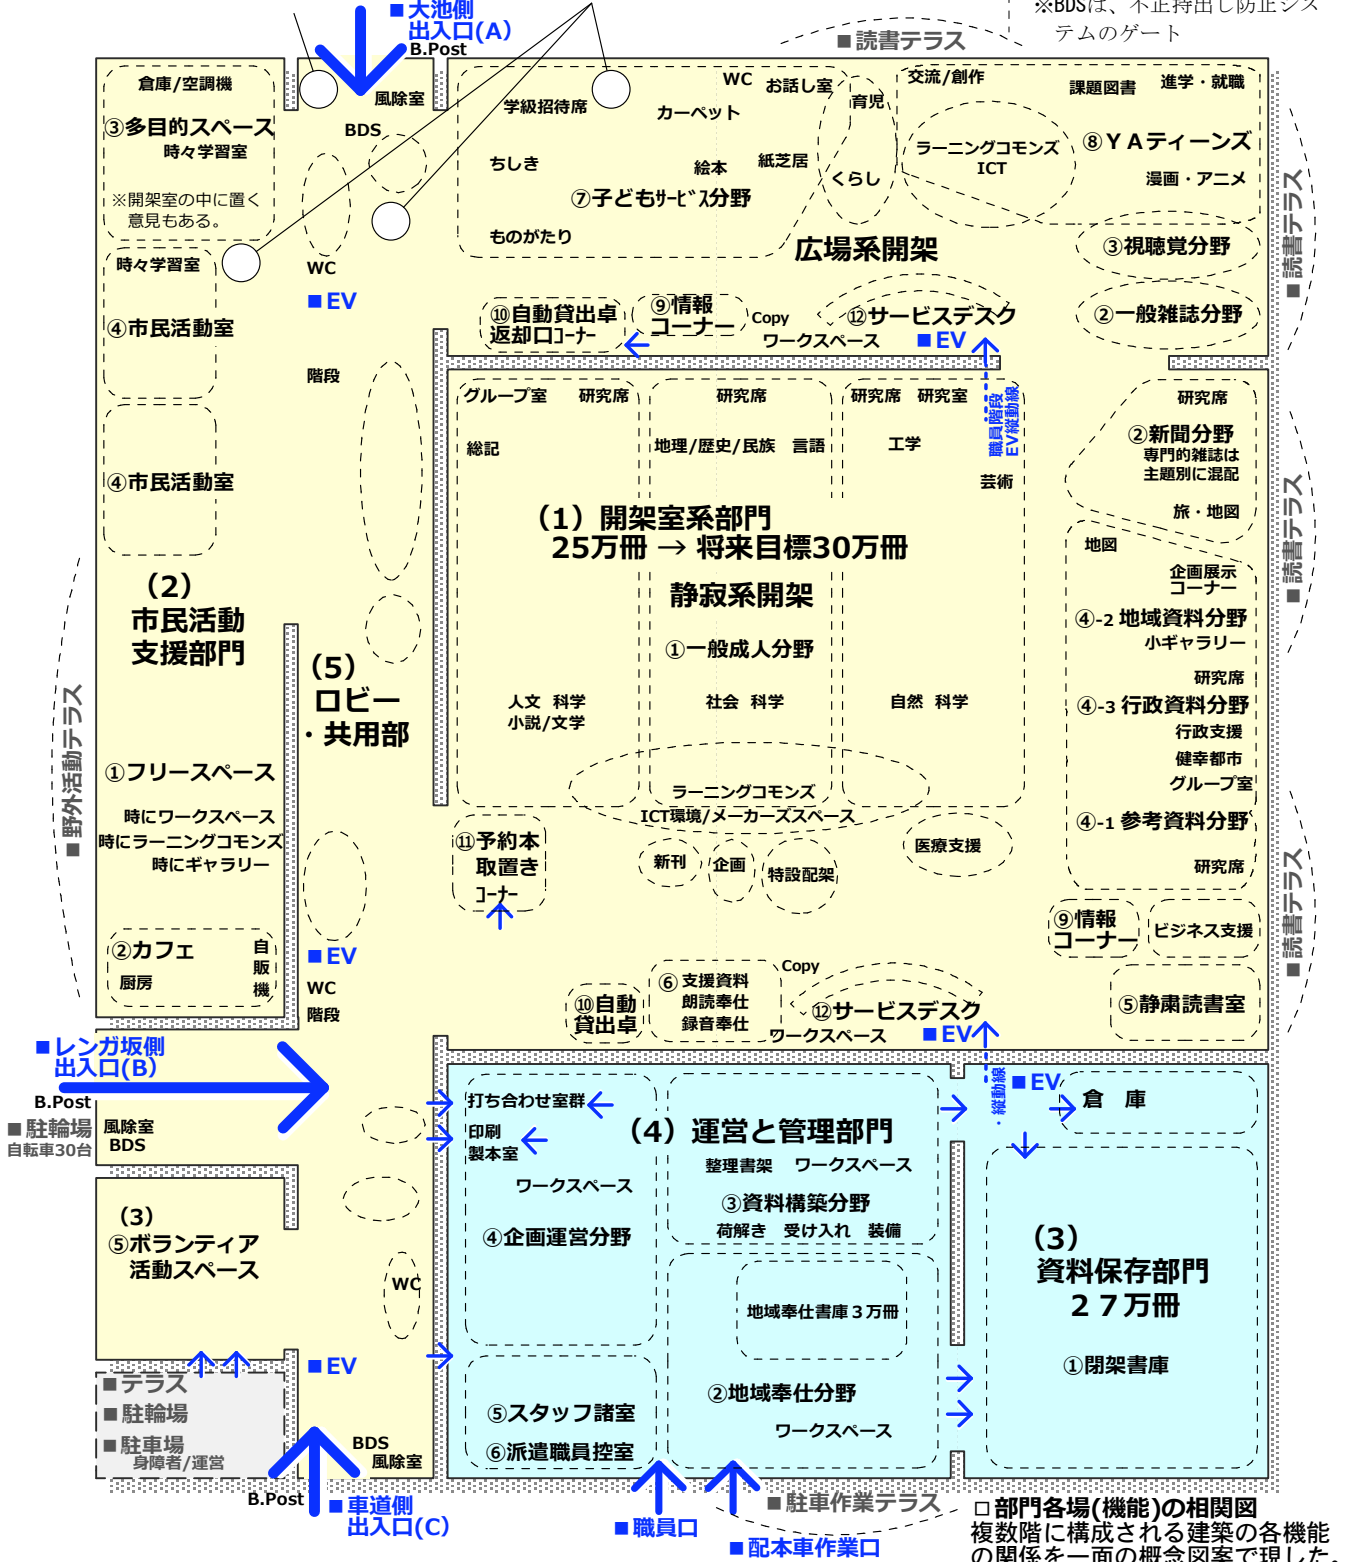 ※BDSは、不正持出し防止シス
テムのゲート
■大池側
出入口(A)
B.Post
■読書テラス
倉庫/空調機
③多目的スペース
時々学習室
※開架室の中に置く
意見もある。
風除室
BDS
WC
お話し室
育児
学級招待席
カーペット
ちしき
絵本
紙芝居
くらし
⑦子どもｻｰﾋﾞｽ分野
ものがたり
交流/創作
課題図書
進学・就職
ラーニングコモンズ
ICT
⑧ＹＡティーンズ
漫画・アニメ
■読書テラス
広場系開架
③視聴覚分野
②一般雑誌分野
時々学習室
④市民活動室
WC
■EV
階段
⑩自動貸出卓
返却口ｺｰﾅｰ
⑨情報
コーナー
Copy
⑫サービスデスク
ワークスペース
■EV
④市民活動室
グループ室
研究席
研究席
研究席
研究室
総記
地理/歴史/民族
言語
工学
芸術
職員階段
EV縦動線
研究席
②新聞分野
専門的雑誌は
主題別に混配
旅・地図
■読書テラス
（1）開架室系部門
25万冊 → 将来目標30万冊
静寂系開架
①一般成人分野
人文 科学
小説/文学
社会 科学
自然 科学
地図
企画展示
コーナー
④-2 地域資料分野
小ギャラリー
研究席
④-3 行政資料分野
行政支援
健幸都市
グループ室
④-1 参考資料分野
研究席
（2）
市民活動
支援部門
（5）
ロビー
・共用部
■野外活動テラス
①フリースペース
時にワークスペース
時にラーニングコモンズ
時にギャラリー
ラーニングコモンズ
ICT環境/メーカーズスペース
⑪予約本
取置き
ｺｰﾅｰ
新刊
企画
特設配架
医療支援
■読書テラス
②カフェ
厨房
自
販
機
■EV
WC
階段
⑨情報
コーナー
ビジネス支援
⑩自動
貸出卓
⑥支援資料
朗読奉仕
録音奉仕
Copy
⑫サービスデスク
ワークスペース
■EV
⑤静粛読書室
■レンガ坂側
出入口(B)
B.Post
■駐輪場
自転車30台
風除室
BDS
打ち合わせ室群
印刷
製本室
ワークスペース
④企画運営分野
（4）運営と管理部門
整理書架
ワークスペース
③資料構築分野
荷解き
受け入れ
装備
・縦動線
■EV
倉　庫
（3）
⑤ボランティア
活動スペース
WC
地域奉仕書庫３万冊
②地域奉仕分野
ワークスペース
（3）
資料保存部門
２７万冊
①閉架書庫
■EV
■テラス
■駐輪場
■駐車場
身障者/運営
⑤スタッフ諸室
⑥派遣職員控室
BDS
風除室
B.Post
■車道側
出入口(C)
■職員口
■配本車作業口
■駐車作業テラス
□部門各場(機能)の相関図
複数階に構成される建築の各機能
の関係を一面の概念図案で現した。